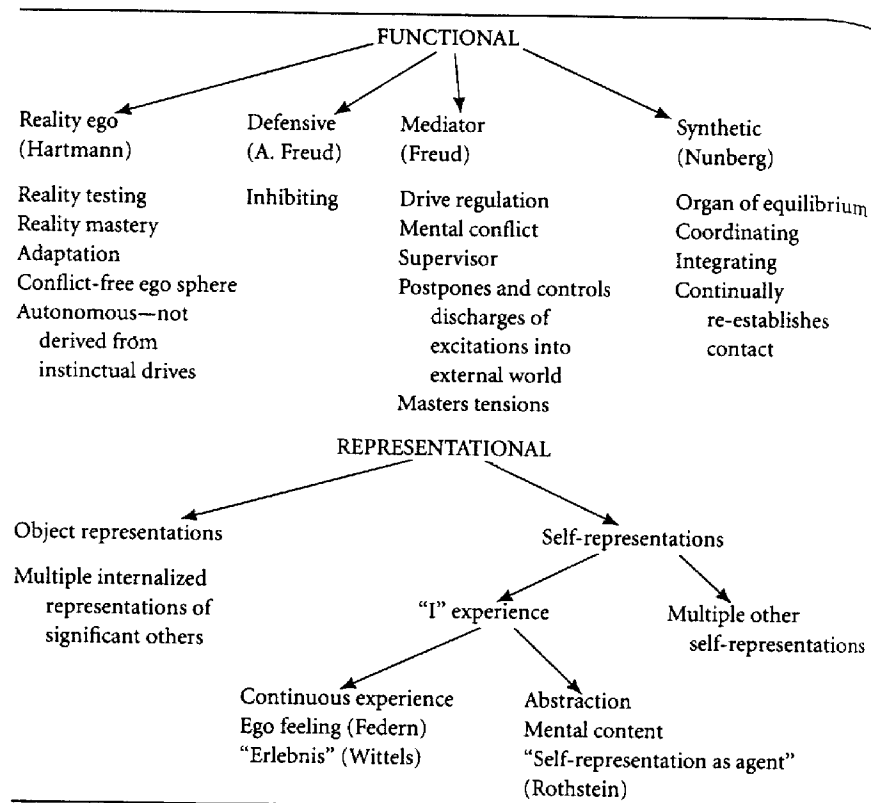 FUNCTIONAL
Reality ego
(Hartmann)
Reality testing
Reality mastery
Adaptation
Conflict-free ego sphere
Autonomous—not
derived from
instinctual drives
Defensive
(A. Freud)
Inhibiting
Mediator
(Freud)
Drive regulation
Mental conflict
Supervisor
Postpones and controls
discharges of
excitations into
external world
Masters tensions
Synthetic
(Nunberg)
Organ of equilibrium
Coordinating
Integrating
Continually
re-establishes
contact
REPRESENTATIONAL
Object representations
Multiple internalized
representations of
significant others
Self-representations
"I" experience
Multiple other
self-representations
Continuous experience
Ego feeling (Federn)
"Erlebnis" (Wittels)
Abstraction
Mental content
"Self-representation as agent"
(Rothstein)